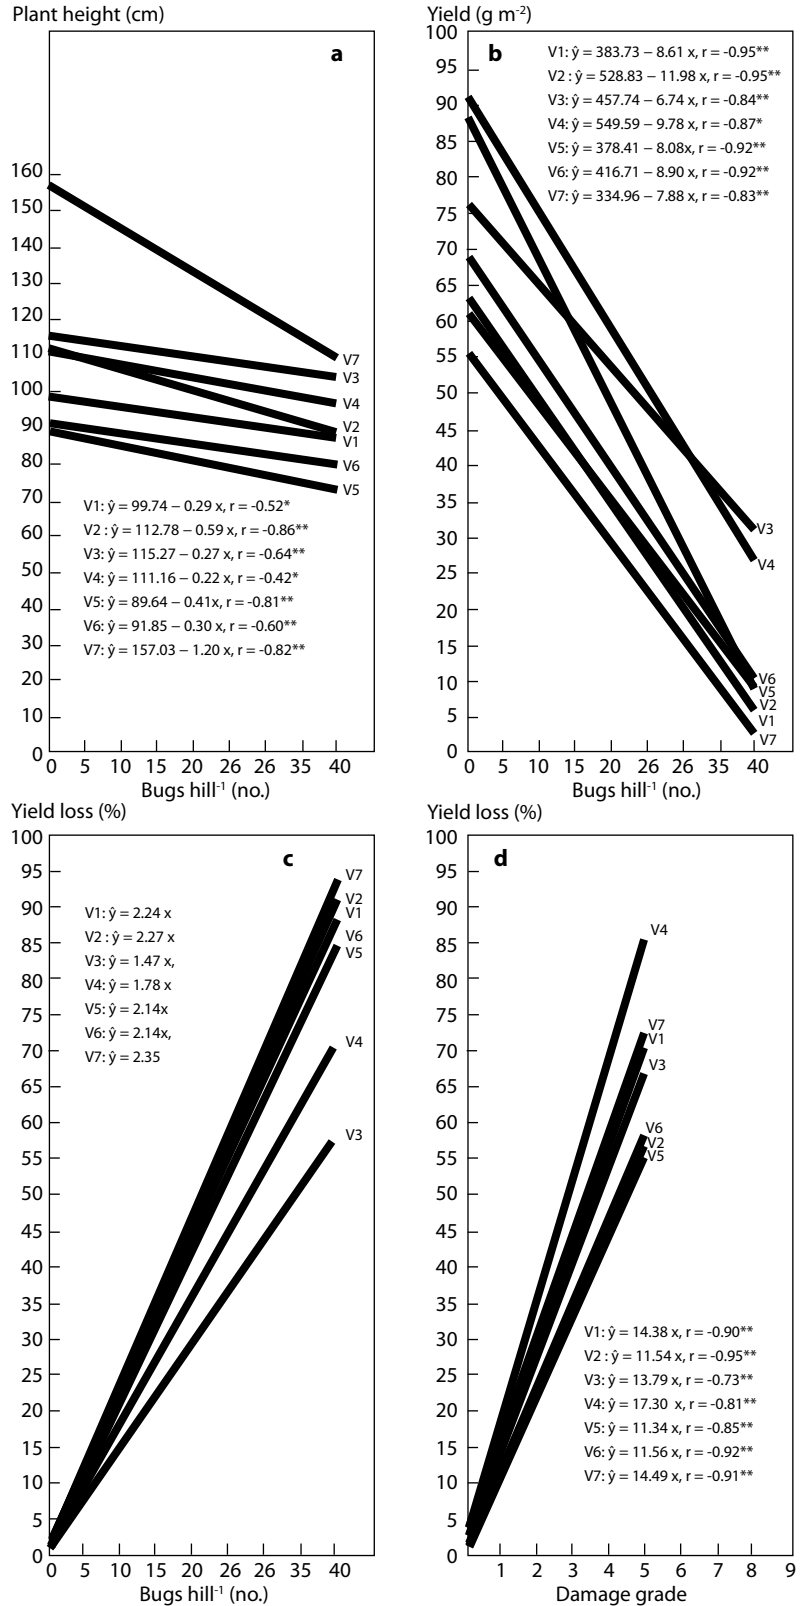 Plant height (cm)
a
160
150
140
130
120
110
100
90
80
70
60
50
40
30
20
10
0
V7
V3
V4
V2
V1
V6
V5
V1: ŷ = 99.74 − 0.29 x, r = -0.52*
V2 : ŷ = 112.78 − 0.59 x, r = -0.86**
V3: ŷ = 115.27 − 0.27 x, r = -0.64**
V4: ŷ = 111.16 − 0.22 x, r = -0.42*
V5: ŷ = 89.64 − 0.41x, r = -0.81**
V6: ŷ = 91.85 − 0.30 x, r = -0.60**
V7: ŷ = 157.03 − 1.20 x, r = -0.82**
0 5 10 15 20 26 26 35 40
Bugs hill⁻¹ (no.)
Yield (g m⁻²)
b
V1: ŷ = 383.73 − 8.61 x, r = -0.95**
V2 : ŷ = 528.83 − 11.98 x, r = -0.95**
V3: ŷ = 457.74 − 6.74 x, r = -0.84**
V4: ŷ = 549.59 − 9.78 x, r = -0.87*
V5: ŷ = 378.41 − 8.08x, r = -0.92**
V6: ŷ = 416.71 − 8.90 x, r = -0.92**
V7: ŷ = 334.96 − 7.88 x, r = -0.83**
100
95
90
85
80
75
70
65
60
55
50
45
40
35
30
25
20
15
10
5
0
V3
V4
V6
V5
V2
V1
V7
0 5 10 15 20 26 26 35 40
Bugs hill⁻¹ (no.)
Yield loss (%)
c
100
95
90
85
80
75
70
65
60
55
50
45
40
35
30
25
20
15
10
5
0
V7
V2
V1
V6
V5
V4
V3
V1: ŷ = 2.24 x
V2 : ŷ = 2.27 x
V3: ŷ = 1.47 x,
V4: ŷ = 1.78 x
V5: ŷ = 2.14x
V6: ŷ = 2.14x,
V7: ŷ = 2.35
0 5 10 15 20 26 26 35 40
Bugs hill⁻¹ (no.)
Yield loss (%)
d
100
95
90
85
80
75
70
65
60
55
50
45
40
35
30
25
20
15
10
5
0
V4
V7
V1
V3
V6
V2
V5
V1: ŷ = 14.38 x, r = -0.90**
V2 : ŷ = 11.54 x, r = -0.95**
V3: ŷ = 13.79 x, r = -0.73**
V4: ŷ = 17.30 x, r = -0.81**
V5: ŷ = 11.34 x, r = -0.85**
V6: ŷ = 11.56 x, r = -0.92**
V7: ŷ = 14.49 x, r = -0.91**
1 2 3 4 5 6 7 8 9
Damage grade